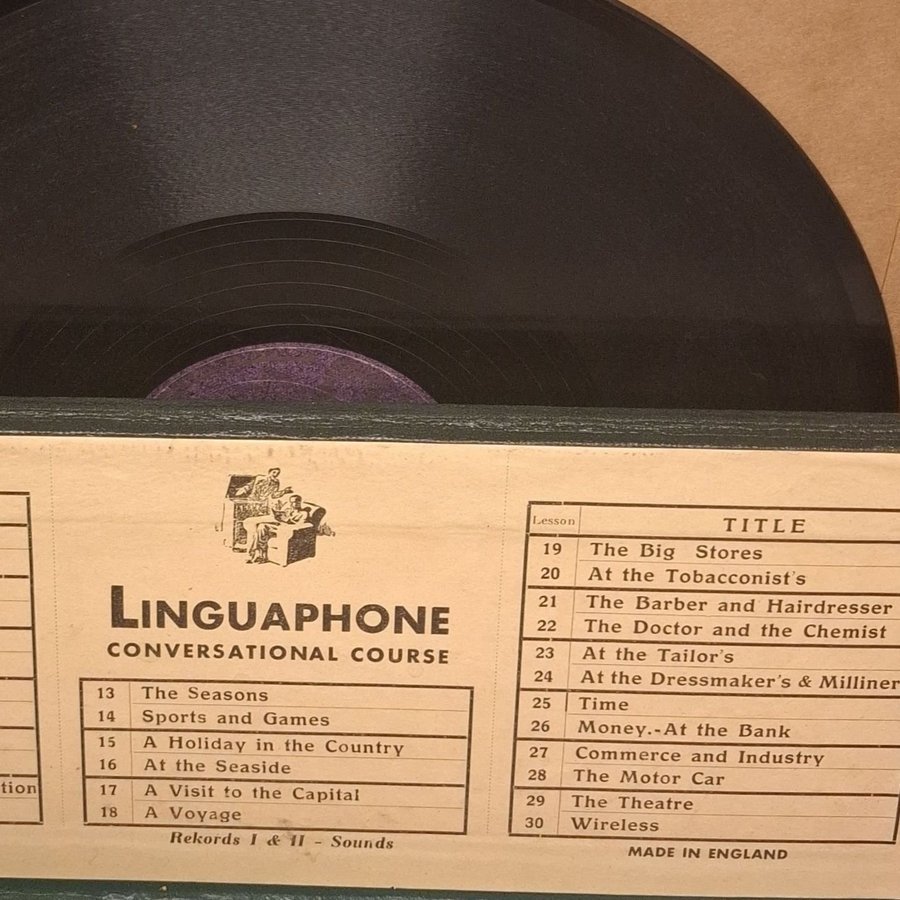 tion
LINGUAPHONE
CONVERSATIONAL COURSE
13 The Seasons
14 Sports and Games
15 A Holiday in the Country
16 At the Seaside
17 A Visit to the Capital
18 A Voyage
Rekords I & II - Sounds
Lesson TITLE
19 The Big Stores
20 At the Tobacconist's
21 The Barber and Hairdresser
22 The Doctor and the Chemist
23 At the Tailor's
24 At the Dressmaker's & Milliner
25 Time
26 Money.-At the Bank
27 Commerce and Industry
28 The Motor Car
29 The Theatre
30 Wireless
MADE IN ENGLAND